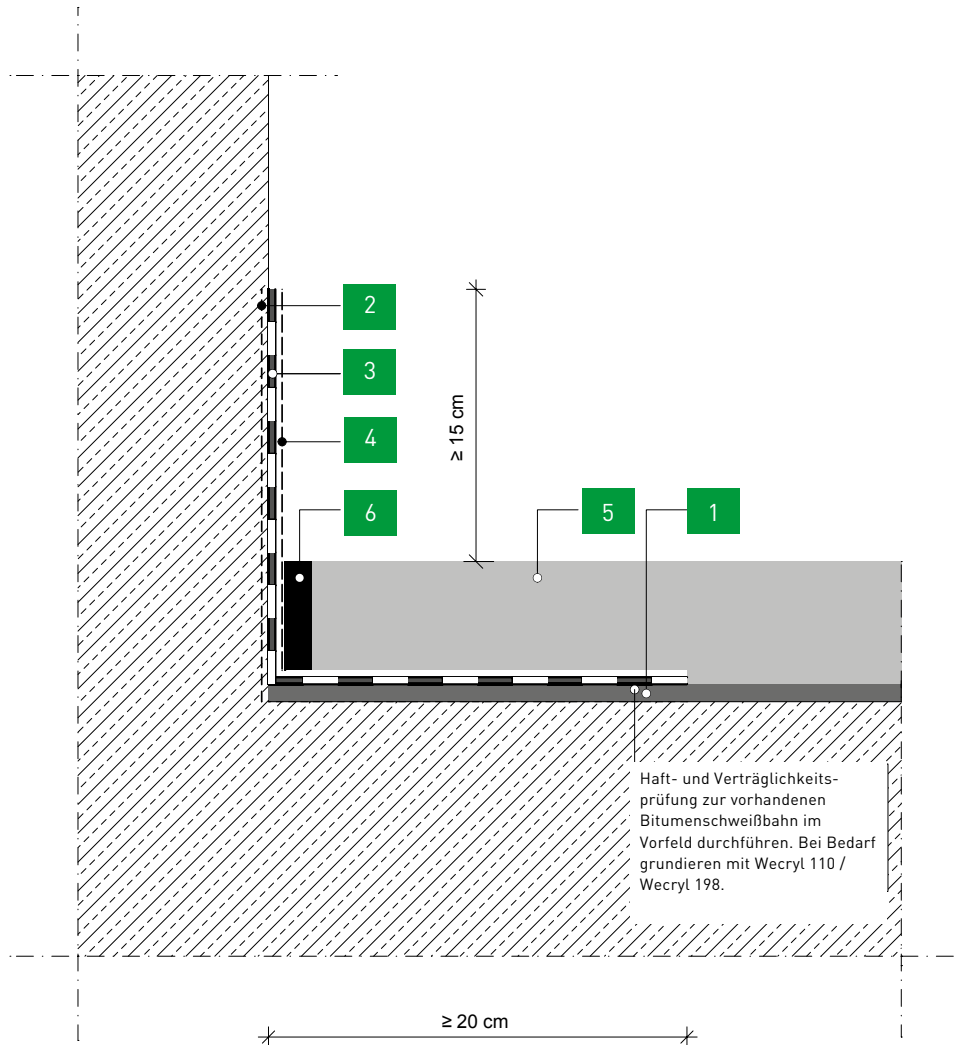 2
3
≥ 15 cm
4
6
5
1
Haft- und Verträglichkeits-
prüfung zur vorhandenen
Bitumenschweißbahn im
Vorfeld durchführen. Bei Bedarf
grundieren mit Wecryl 110 /
Wecryl 198.
≥ 20 cm